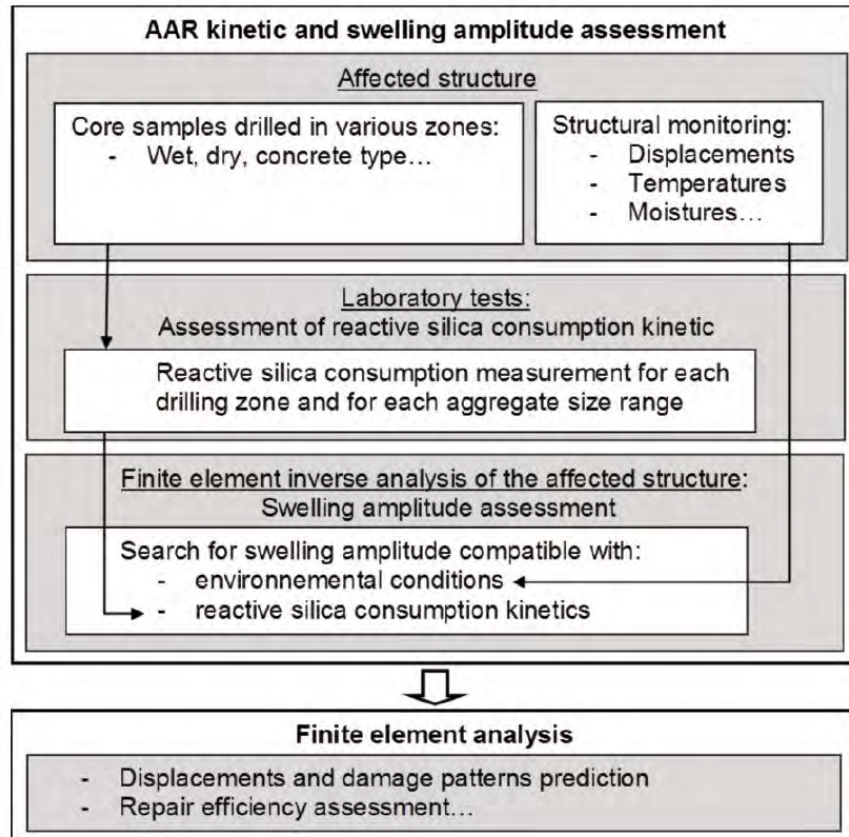 AAR kinetic and swelling amplitude assessment
Affected structure
Core samples drilled in various zones:
- Wet, dry, concrete type…
Structural monitoring:
- Displacements
- Temperatures
- Moistures…
Laboratory tests:
Assessment of reactive silica consumption kinetic
Reactive silica consumption measurement for each
drilling zone and for each aggregate size range
Finite element inverse analysis of the affected structure:
Swelling amplitude assessment
Search for swelling amplitude compatible with:
- environnemental conditions
- reactive silica consumption kinetics
Finite element analysis
- Displacements and damage patterns prediction
- Repair efficiency assessment…